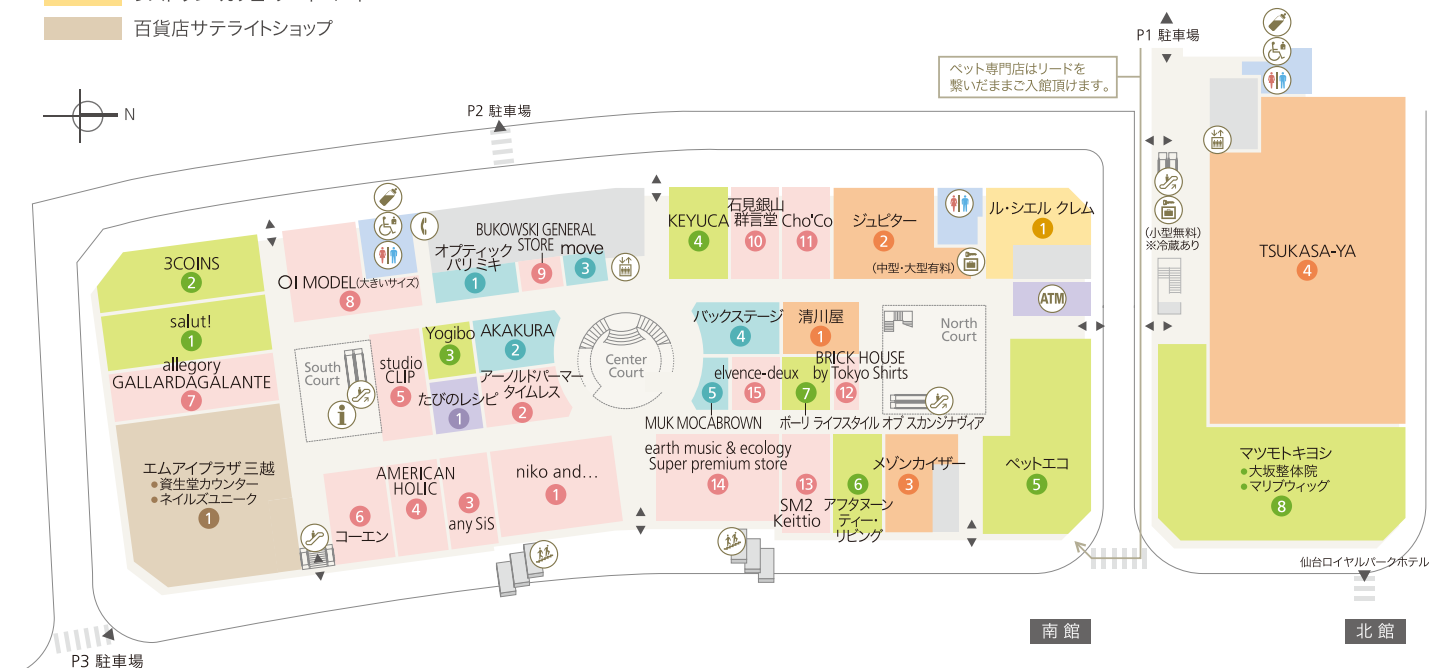 百貨店サテライトショップ
N
P2 駐車場
P1 駐車場
ペット専門店はリードを
繋いだままご入館頂けます。
3COINS
2
salut!
1
allegory
GALLARDAGALANTE
7
エムアイプラザ 三越
●資生堂カウンター
●ネイルズユニーク
1
OI MODEL(大きいサイズ)
8
BUKOWSKI GENERAL
STORE
9
オプティック
パリミキ
1
move
3
South
Court
i
studio
CLIP
5
Yogibo
3
AKAKURA
2
たびのレシピ
1
アーノルドパーマー
タイムレス
2
Center
Court
コーエン
6
AMERICAN
HOLIC
4
3
any SiS
niko and...
1
KEYUCA
4
石見銀山
群言堂
10
Cho'Co
11
ジュピター
2
(中型・大型有料)
ル・シエル クレム
1
ATM
バックステージ
4
清川屋
1
North
Court
5
MUK MOCABROWN
elvence-deux
15
7
ポーリ ライフスタイル オブ スカンジナヴィア
BRICK HOUSE
by Tokyo Shirts
12
earth music & ecology
Super premium store
14
13
SM2
Keittio
6
アフタヌーン
ティー・
リビング
メゾンカイザー
3
ペットエコ
5
(小型無料)
※冷蔵あり
TSUKASA-YA
4
マツモトキヨシ
●大坂整体院
●マリブウィッグ
8
仙台ロイヤルパークホテル
南館
北館
P3 駐車場